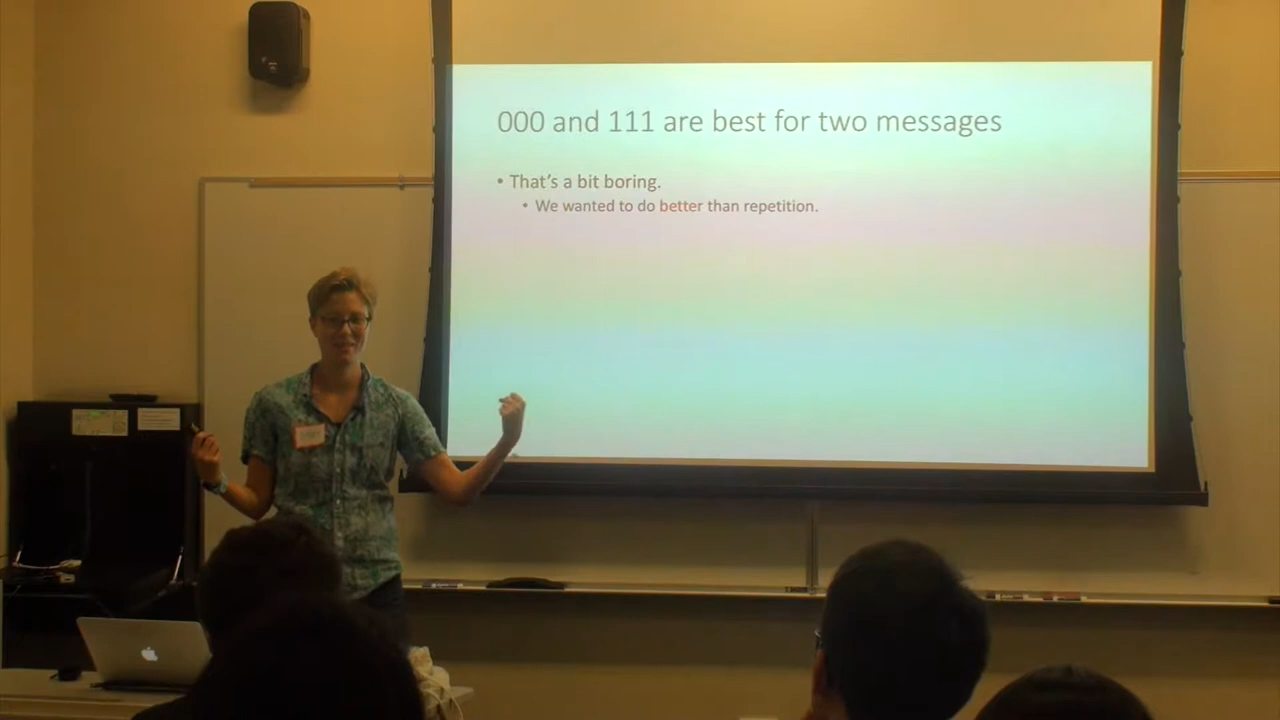 000 and 111 are best for two messages
• That's a bit boring.
• We wanted to do better than repetition.